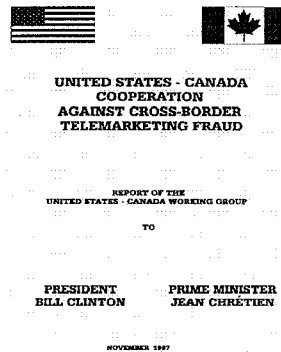 UNITED STATES - CANADA
COOPERATION
AGAINST CROSS-BORDER
TELEMARKETING FRAUD
REPORT OF THE
UNITED STATES - CANADA WORKING GROUP
TO
PRESIDENT
BILL CLINTON
PRIME MINISTER
JEAN CHRÉTIEN
NOVEMBER 1997